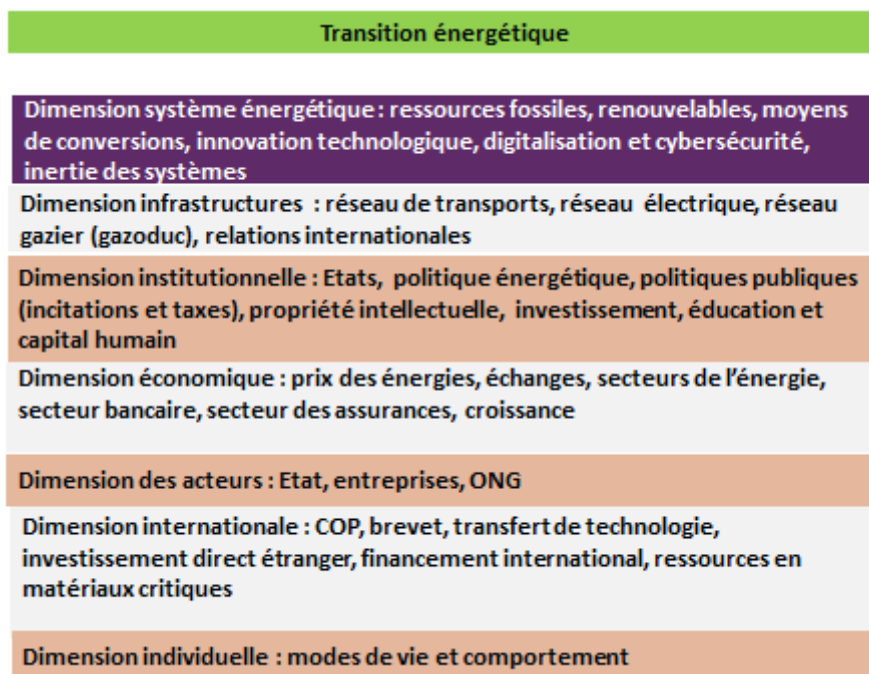 Transition énergétique
Dimension système énergétique : ressources fossiles, renouvelables, moyens
de conversions, innovation technologique, digitalisation et cybersécurité,
inertie des systèmes
Dimension infrastructures : réseau de transports, réseau électrique, réseau
gazier (gazoduc), relations internationales
Dimension institutionnelle : Etats, politique énergétique, politiques publiques
(incitations et taxes), propriété intellectuelle, investissement, éducation et
capital humain
Dimension économique : prix des énergies, échanges, secteurs de l’énergie,
secteur bancaire, secteur des assurances, croissance
Dimension des acteurs : Etat, entreprises, ONG
Dimension internationale : COP, brevet, transfert de technologie,
investissement direct étranger, financement international, ressources en
matériaux critiques
Dimension individuelle : modes de vie et comportement